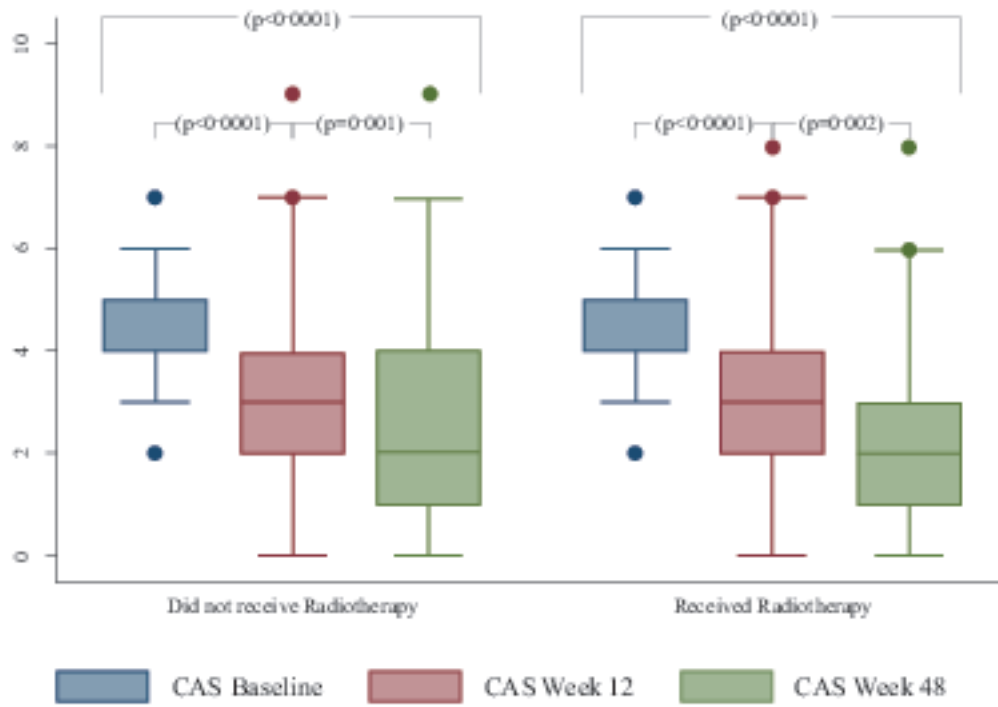 (p<0·0001) (p<0·0001)
10
(p<0·0001) (p=0·001) (p<0·0001) (p=0·002)
8
6
4
2
0
Did not receive Radiotherapy Received Radiotherapy
CAS Baseline CAS Week 12 CAS Week 48